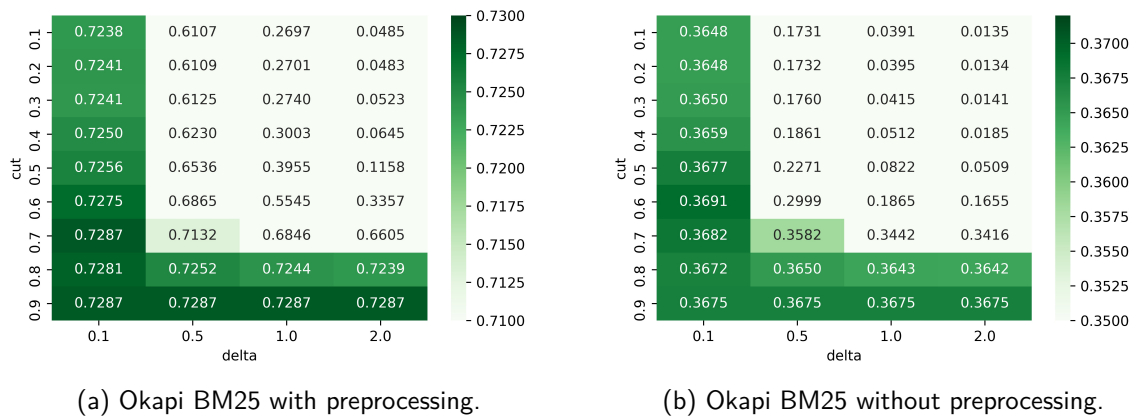 0.1 0.7238 0.6107 0.2697 0.0485
0.2 0.7241 0.6109 0.2701 0.0483
0.3 0.7241 0.6125 0.2740 0.0523
0.4 0.7250 0.6230 0.3003 0.0645
0.5 0.7256 0.6536 0.3955 0.1158
0.6 0.7275 0.6865 0.5545 0.3357
0.7 0.7287 0.7132 0.6846 0.6605
0.8 0.7281 0.7252 0.7244 0.7239
0.9 0.7287 0.7287 0.7287 0.7287
cut
0.1 0.5 1.0 2.0
delta
0.7300
0.7275
0.7250
0.7225
0.7200
0.7175
0.7150
0.7125
0.7100
(a) Okapi BM25 with preprocessing.
0.1 0.3648 0.1731 0.0391 0.0135
0.2 0.3648 0.1732 0.0395 0.0134
0.3 0.3650 0.1760 0.0415 0.0141
0.4 0.3659 0.1861 0.0512 0.0185
0.5 0.3677 0.2271 0.0822 0.0509
0.6 0.3691 0.2999 0.1865 0.1655
0.7 0.3682 0.3582 0.3442 0.3416
0.8 0.3672 0.3650 0.3643 0.3642
0.9 0.3675 0.3675 0.3675 0.3675
cut
0.1 0.5 1.0 2.0
delta
0.3700
0.3675
0.3650
0.3625
0.3600
0.3575
0.3550
0.3525
0.3500
(b) Okapi BM25 without preprocessing.